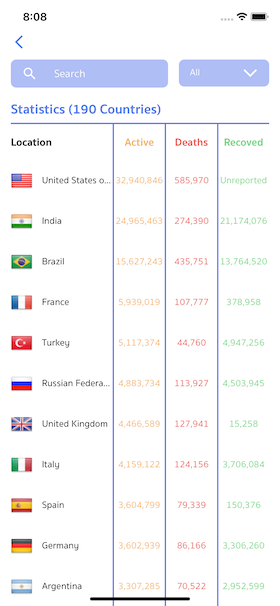 8:08
Search
All
Statistics (190 Countries)
Location Active Deaths Recoved
United States o... 32,940,846 585,970 Unreported
India 24,965,463 274,390 21,174,076
Brazil 15,627,243 435,751 13,764,520
France 5,939,019 107,777 378,958
Turkey 5,117,374 44,760 4,947,256
Russian Federa... 4,883,734 113,927 4,503,945
United Kingdom 4,466,589 127,941 15,258
Italy 4,159,122 124,156 3,706,084
Spain 3,604,799 79,339 150,376
Germany 3,602,939 86,166 3,306,260
Argentina 3,307,285 70,522 2,952,599